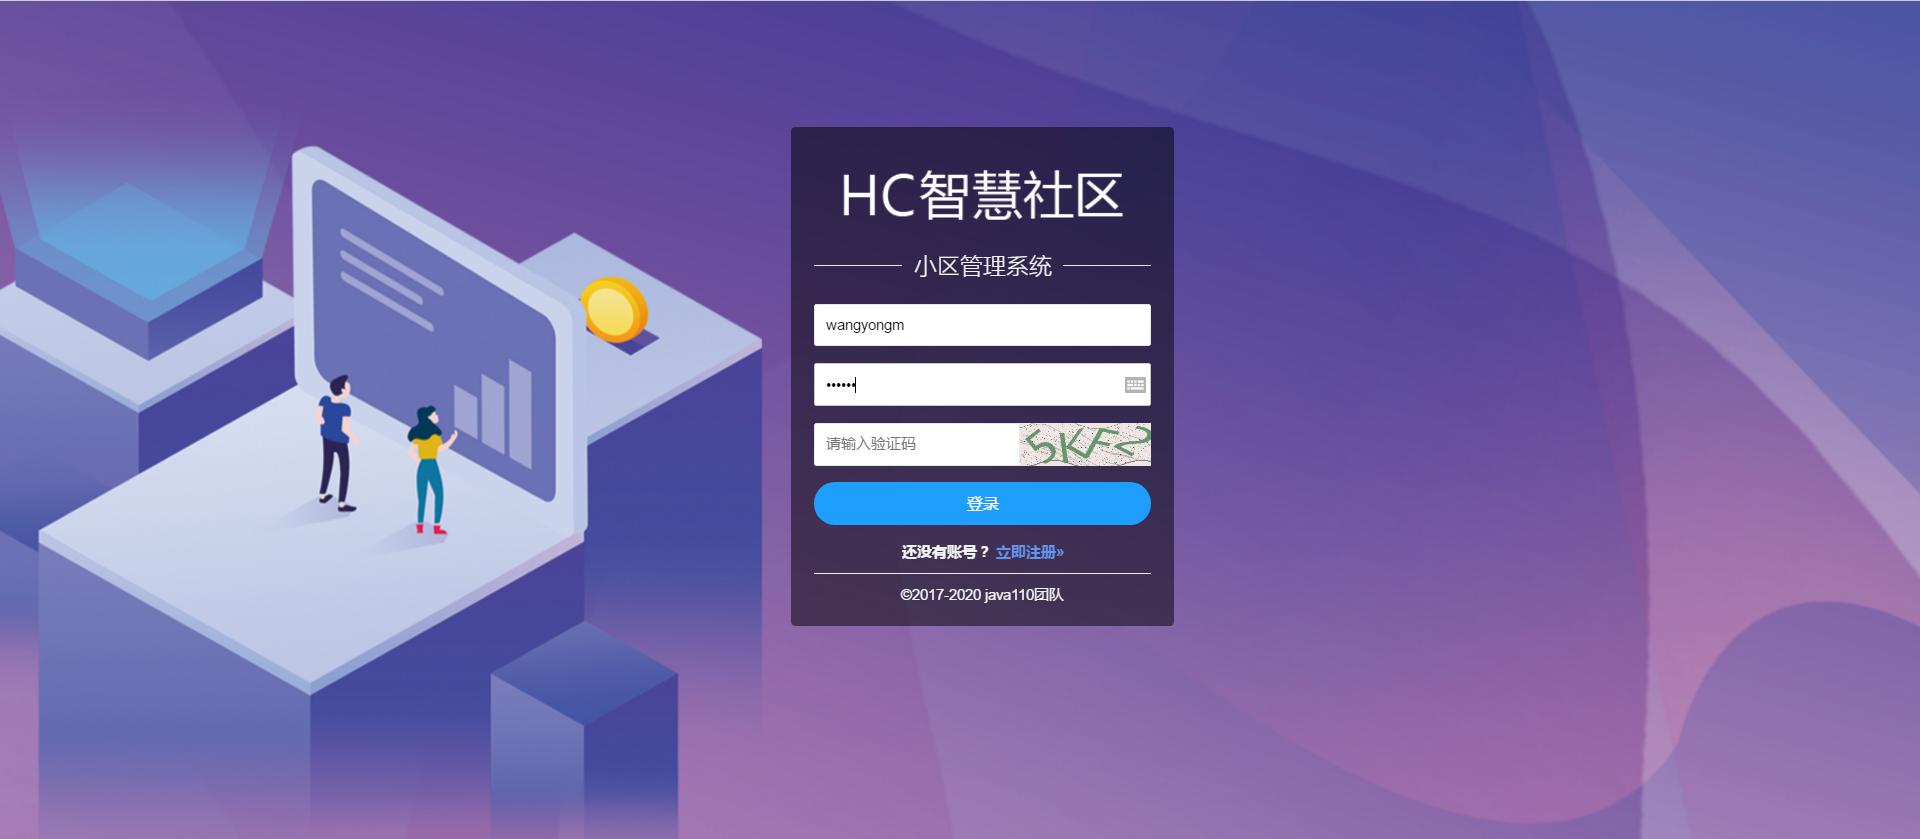 HC智慧社区
小区管理系统
wangyongm
••••••
请输入验证码
5KF2
登录
还没有账号？ 立即注册»
©2017-2020 java110团队